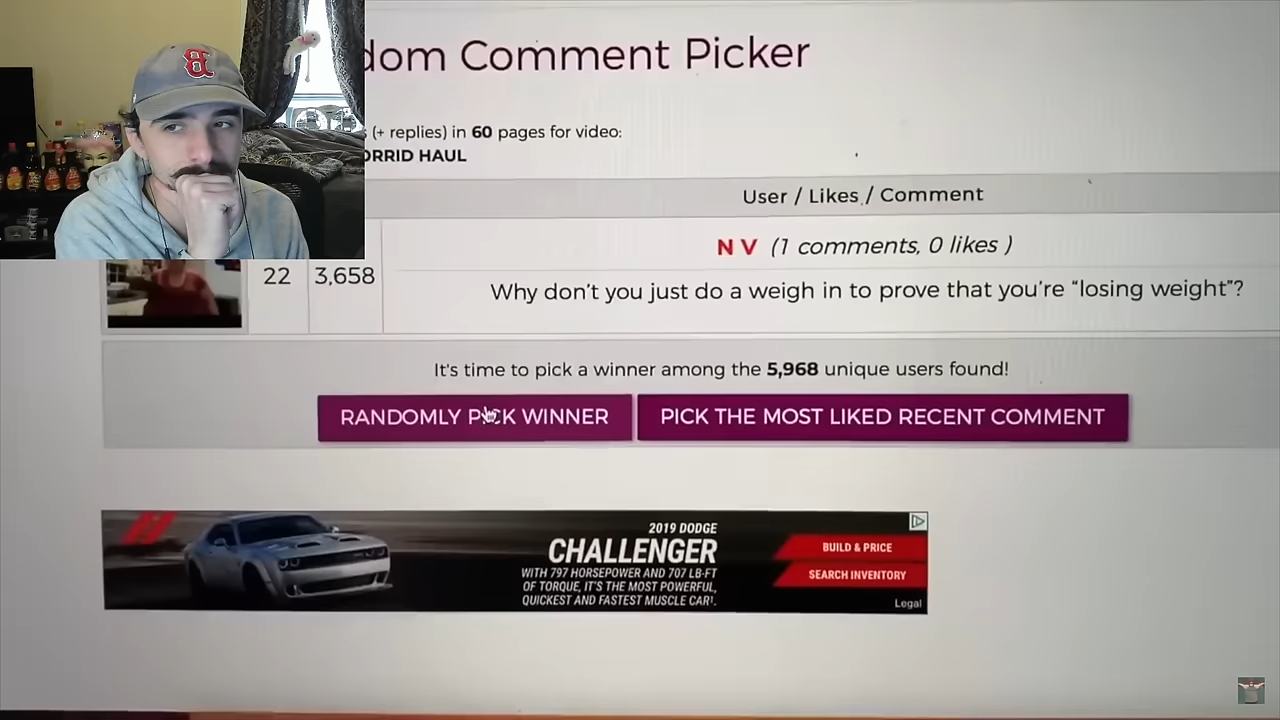 dom Comment Picker
(+ replies) in 60 pages for video:
ORRID HAUL
User / Likes / Comment
N V (1 comments, 0 likes )
22 3,658
Why don't you just do a weigh in to prove that you're “losing weight”?
It's time to pick a winner among the 5,968 unique users found!
RANDOMLY PICK WINNER
PICK THE MOST LIKED RECENT COMMENT
2019 DODGE
CHALLENGER
WITH 797 HORSEPOWER AND 707 LB-FT
OF TORQUE, IT'S THE MOST POWERFUL,
QUICKEST AND FASTEST MUSCLE CAR¹.
BUILD & PRICE
SEARCH INVENTORY
Legal